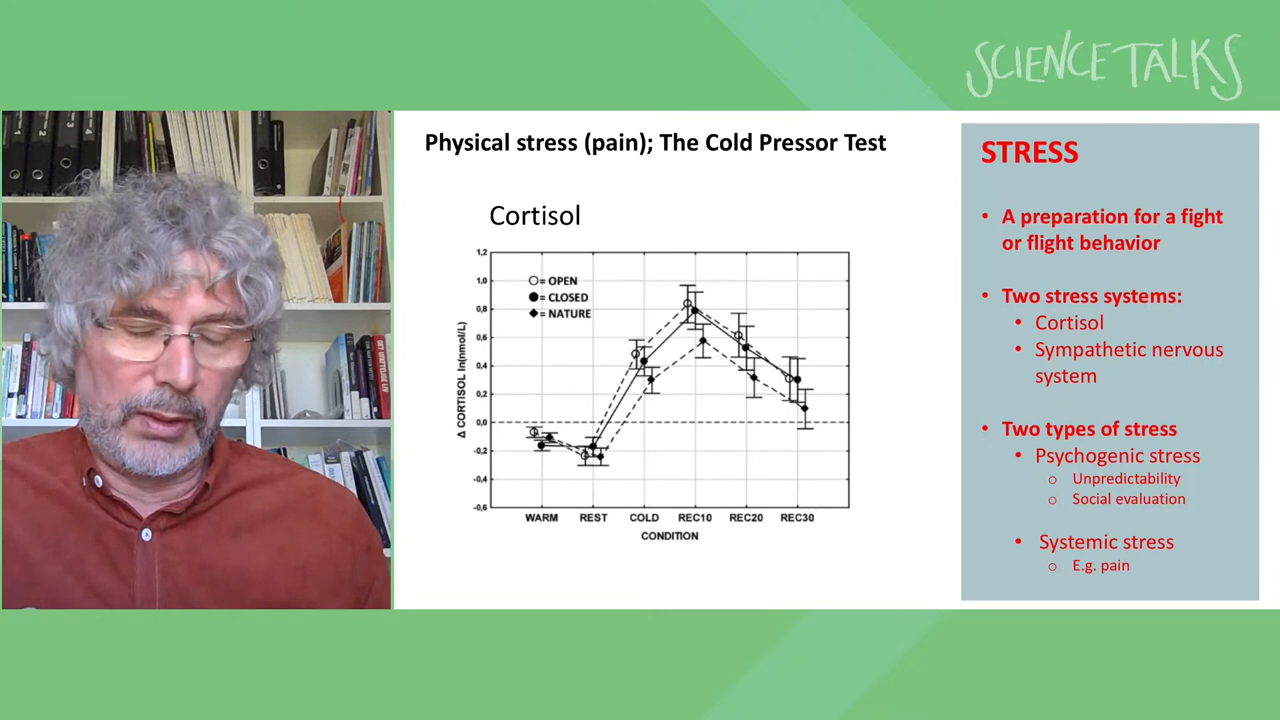 SCIENCE TALKS
Physical stress (pain); The Cold Pressor Test
Cortisol
Δ CORTISOL ln(nmol/L)
1,2
1,0
0,8
0,6
0,4
0,2
0,0
-0,2
-0,4
-0,6
= OPEN
= CLOSED
= NATURE
WARM REST COLD REC10 REC20 REC30
CONDITION
STRESS
• A preparation for a fight
or flight behavior
• Two stress systems:
• Cortisol
• Sympathetic nervous
system
• Two types of stress
• Psychogenic stress
o Unpredictability
o Social evaluation
• Systemic stress
o E.g. pain